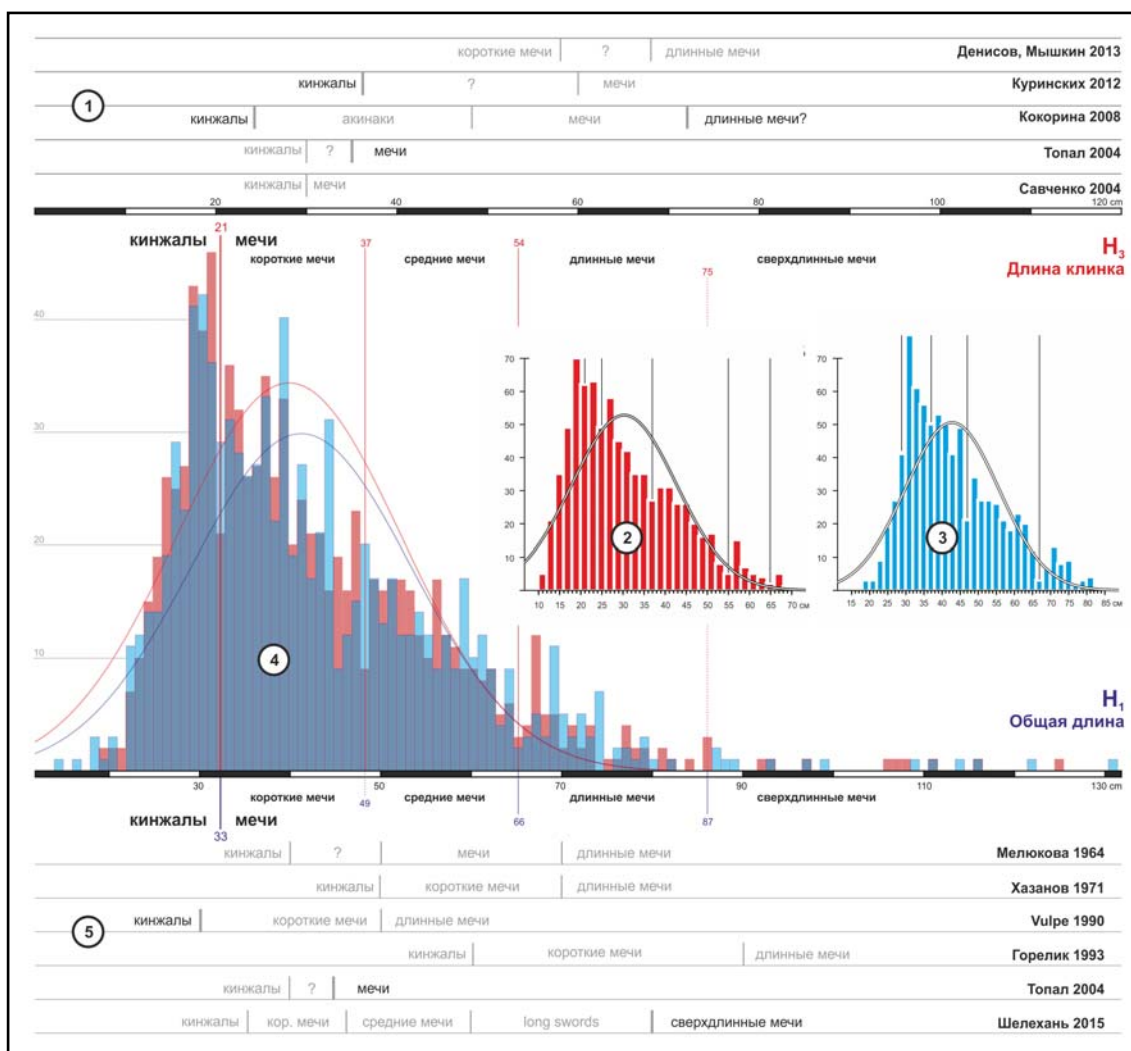 короткие мечи ? длинные мечи Денисов, Мышкин 2013
кинжалы ? мечи Куринских 2012
1
кинжалы акинаки мечи длинные мечи? Кокорина 2008
кинжалы ? мечи Топал 2004
кинжалы мечи Савченко 2004
20 40 60 80 100 120 cm
21 37 54 75
кинжалы мечи
короткие мечи средние мечи длинные мечи сверхдлинные мечи
H3
Длина клинка
40
30
20
10
70
60
50
40
30
20
10
2
10 15 20 25 30 35 40 45 50 55 60 65 70 см
70
60
50
40
30
20
10
3
15 20 25 30 35 40 45 50 55 60 65 70 75 80 85 см
4
H1
Общая длина
30 50 70 90 110 130 cm
короткие мечи средние мечи длинные мечи сверхдлинные мечи
кинжалы мечи
33 49 66 87
кинжалы ? мечи длинные мечи Мелюкова 1964
кинжалы короткие мечи длинные мечи Хазанов 1971
5
кинжалы короткие мечи длинные мечи Vulpe 1990
кинжалы короткие мечи длинные мечи Горелик 1993
кинжалы ? мечи Топал 2004
кинжалы кор. мечи средние мечи long swords сверхдлинные мечи Шелехань 2015